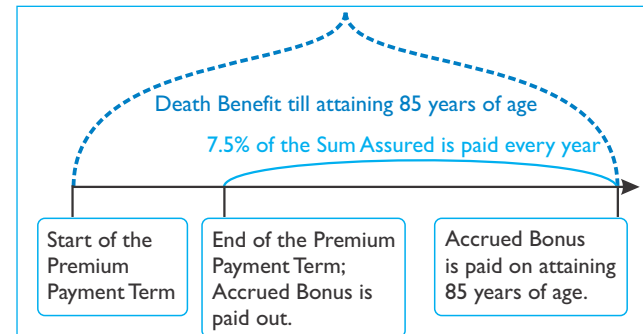 Death Benefit till attaining 85 years of age
7.5% of the Sum Assured is paid every year
Start of the
Premium
Payment Term
End of the Premium
Payment Term;
Accrued Bonus is
paid out.
Accrued Bonus
is paid on attaining
85 years of age.